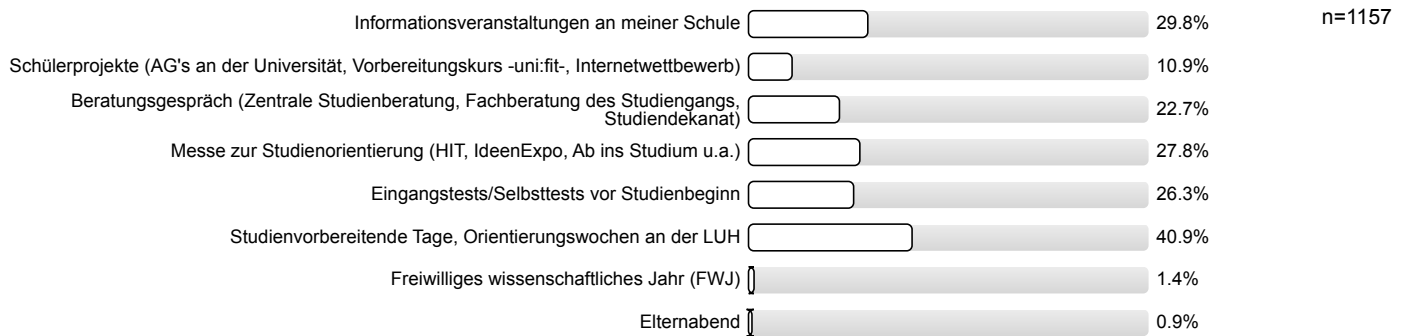 Informationsveranstaltungen an meiner Schule 29.8% n=1157
Schülerprojekte (AG's an der Universität, Vorbereitungskurs -uni:fit-, Internetwettbewerb) 10.9%
Beratungsgespräch (Zentrale Studienberatung, Fachberatung des Studiengangs,
Studiendekanat) 22.7%
Messe zur Studienorientierung (HIT, IdeenExpo, Ab ins Studium u.a.) 27.8%
Eingangstests/Selbsttests vor Studienbeginn 26.3%
Studienvorbereitende Tage, Orientierungswochen an der LUH 40.9%
Freiwilliges wissenschaftliches Jahr (FWJ) 1.4%
Elternabend 0.9%